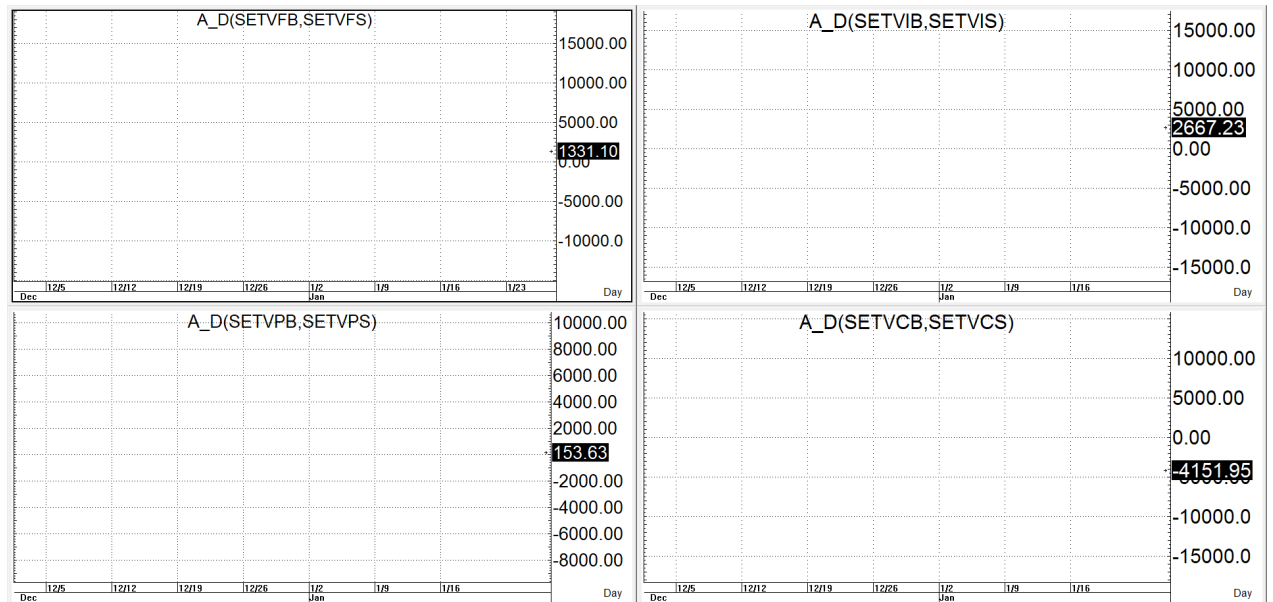 A_D(SETVFB,SETVFS)
15000.00
10000.00
5000.00
1331.10
0.00
-5000.00
-10000.0
12/5 12/12 12/19 12/26 1/2 1/9 1/16 1/23
Dec Jan Day
A_D(SETVIB,SETVIS)
15000.00
10000.00
5000.00
2667.23
0.00
-5000.00
-10000.0
-15000.0
12/5 12/12 12/19 12/26 1/2 1/9 1/16
Dec Jan Day
A_D(SETVPB,SETVPS)
10000.00
8000.00
6000.00
4000.00
2000.00
153.63
-2000.00
-4000.00
-6000.00
-8000.00
12/5 12/12 12/19 12/26 1/2 1/9 1/16
Dec Jan Day
A_D(SETVCB,SETVCS)
10000.00
5000.00
0.00
-4151.95
-10000.0
-15000.0
12/5 12/12 12/19 12/26 1/2 1/9 1/16
Dec Jan Day